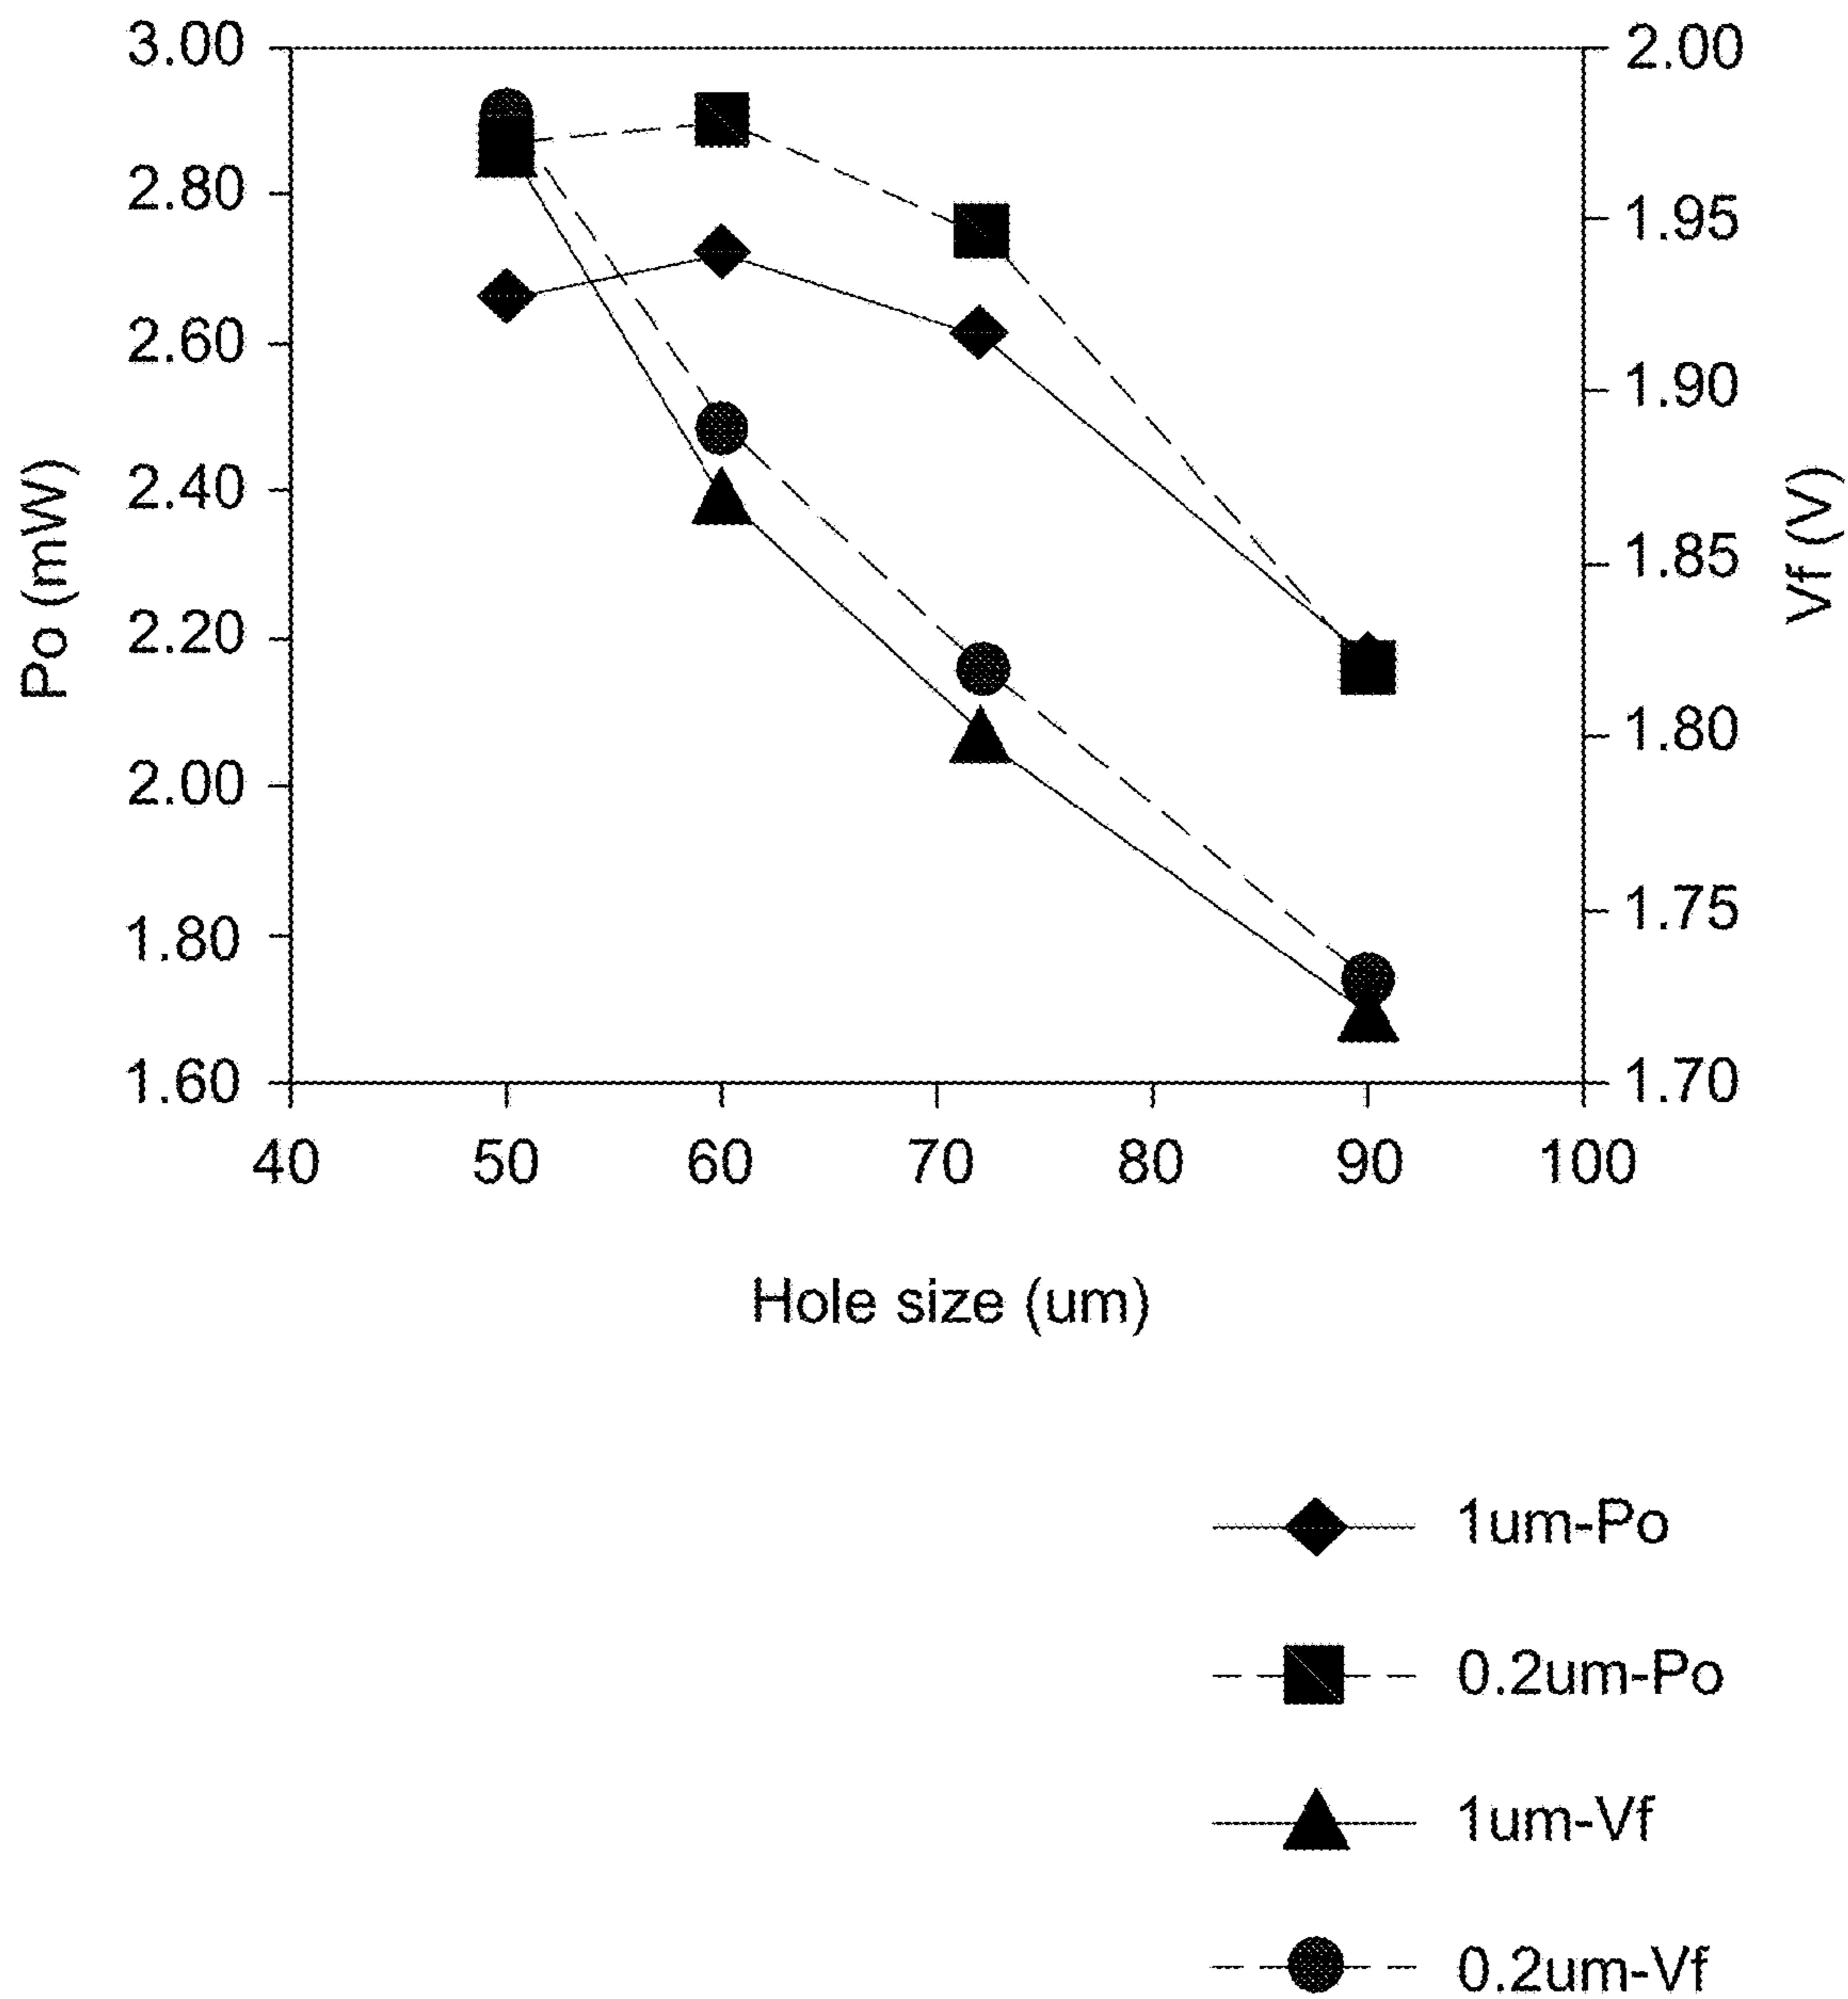 3.00
2.80
2.60
2.40
2.20
2.00
1.80
1.60
Po (mW)
2.00
1.95
1.90
1.85
1.80
1.75
1.70
Vf (V)
40 50 60 70 80 90 100
Hole size (um)
1um-Po
0.2um-Po
1um-Vf
0.2um-Vf